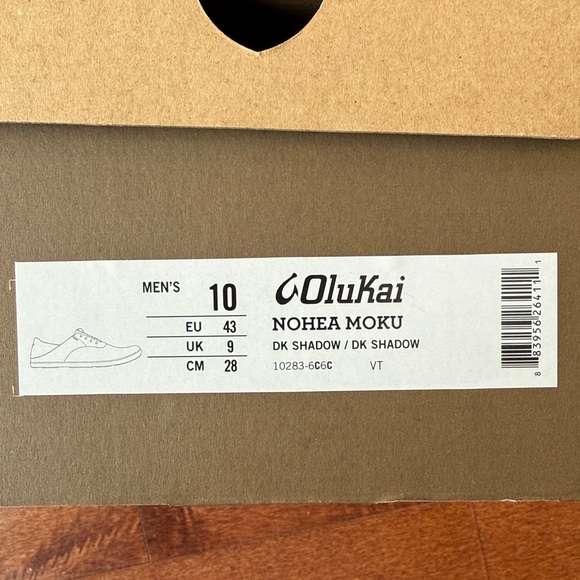 MEN'S 10
EU 43
UK 9
CM 28
OluKai
NOHEA MOKU
DK SHADOW / DK SHADOW
10283-6C6C VT
8 83956 26411 1